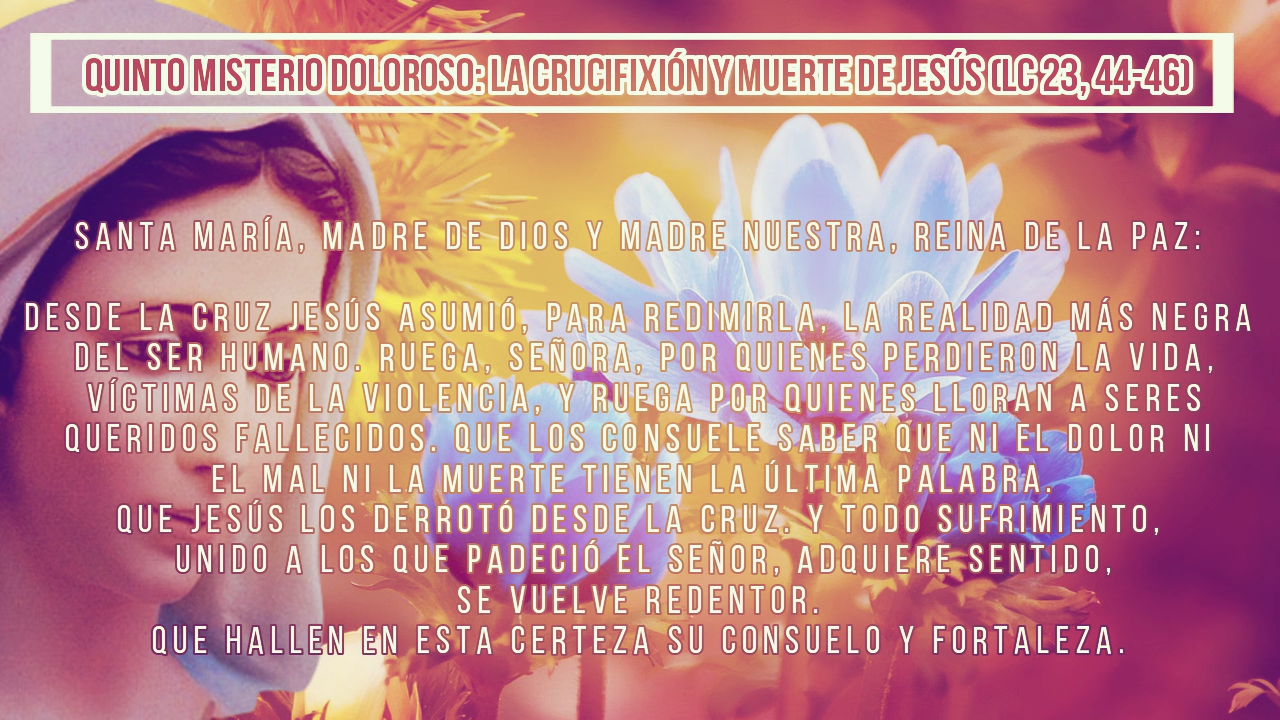 QUINTO MISTERIO DOLOROSO: LA CRUCIFIXIÓN Y MUERTE DE JESÚS (LC 23, 44-46)
SANTA MARÍA, MADRE DE DIOS Y MADRE NUESTRA, REINA DE LA PAZ:
DESDE LA CRUZ JESÚS ASUMIÓ, PARA REDIMIRLA, LA REALIDAD MÁS NEGRA
DEL SER HUMANO. RUEGA, SEÑORA, POR QUIENES PERDIERON LA VIDA,
VÍCTIMAS DE LA VIOLENCIA, Y RUEGA POR QUIENES LLORAN A SERES
QUERIDOS FALLECIDOS. QUE LOS CONSUELE SABER QUE NI EL DOLOR NI
EL MAL NI LA MUERTE TIENEN LA ÚLTIMA PALABRA.
QUE JESÚS LOS DERROTÓ DESDE LA CRUZ. Y TODO SUFRIMIENTO,
UNIDO A LOS QUE PADECIÓ EL SEÑOR, ADQUIERE SENTIDO,
SE VUELVE REDENTOR.
QUE HALLEN EN ESTA CERTEZA SU CONSUELO Y FORTALEZA.